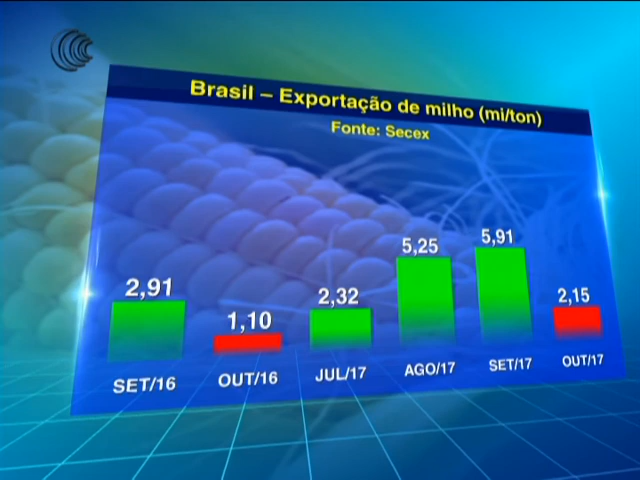 Brasil – Exportação de milho (mi/ton)
Fonte: Secex
2,91
1,10
2,32
5,25
5,91
2,15
SET/16
OUT/16
JUL/17
AGO/17
SET/17
OUT/17